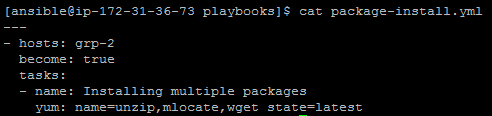 [ansible@ip-172-31-36-73 playbooks]$ cat package-install.yml
---
- hosts: grp-2
  become: true
  tasks:
  - name: Installing multiple packages
    yum: name=unzip,mlocate,wget state=latest